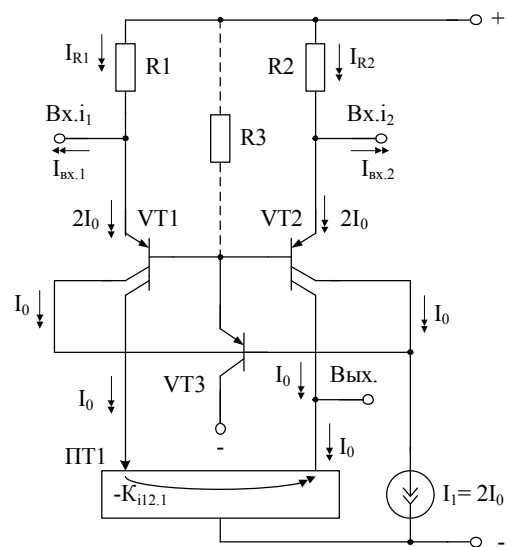 +
I_R1
R1
R2
I_R2
Вх.i₁
Вх.i₂
R3
I_вх.1
I_вх.2
2I₀
VT1
VT2
2I₀
I₀
I₀
VT3
I₀
Вых.
I₀
-
I₀
ПТ1
-K_i12.1
I₁= 2I₀
-